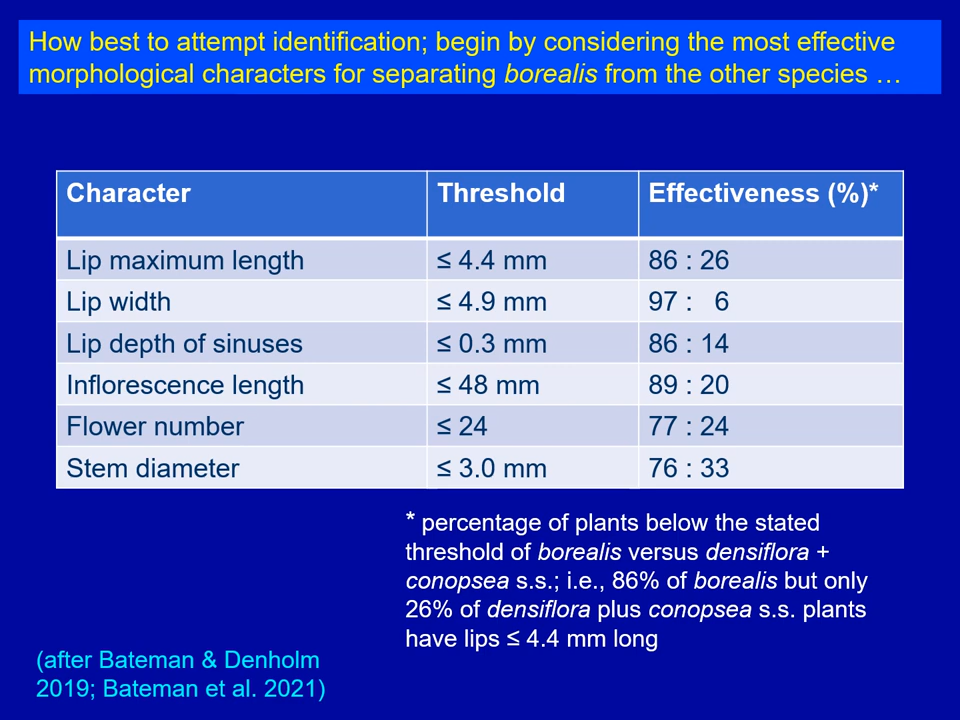 How best to attempt identification; begin by considering the most effective
morphological characters for separating borealis from the other species …
Character Threshold Effectiveness (%)*
Lip maximum length ≤ 4.4 mm 86 : 26
Lip width ≤ 4.9 mm 97 : 6
Lip depth of sinuses ≤ 0.3 mm 86 : 14
Inflorescence length ≤ 48 mm 89 : 20
Flower number ≤ 24 77 : 24
Stem diameter ≤ 3.0 mm 76 : 33
* percentage of plants below the stated
threshold of borealis versus densiflora +
conopsea s.s.; i.e., 86% of borealis but only
26% of densiflora plus conopsea s.s. plants
have lips ≤ 4.4 mm long
(after Bateman & Denholm
2019; Bateman et al. 2021)